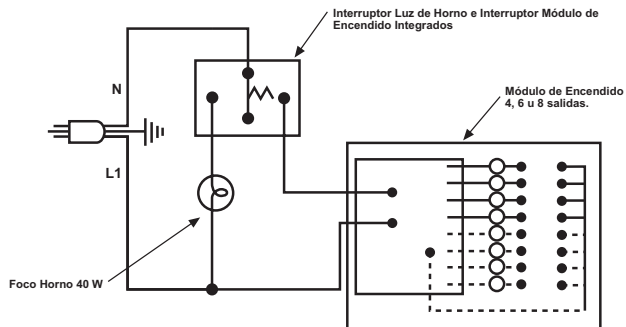 Interruptor Luz de Horno e Interruptor Módulo de
Encendido Integrados
Módulo de Encendido
4, 6 u 8 salidas.
N
L1
Foco Horno 40 W